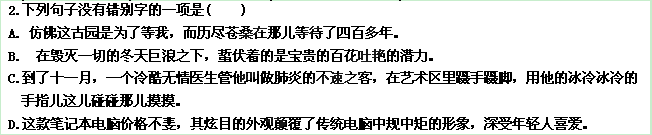 2.下列句子没有错别字的一项是(    )
A. 仿佛这古园是为了等我,而历尽苍桑在那儿等待了四百多年。
B. 在毁灭一切的冬天巨浪之下,蜇伏着的是宝贵的百花吐艳的潜力。
C.到了十一月,一个冷酷无情医生管他叫做肺炎的不速之客,在艺术区里蹑手蹑脚,用他的冰冷冰冷的
手指儿这儿碰碰那儿摸摸。
D.这款笔记本电脑价格不斐,其炫目的外观颠覆了传统电脑中规中矩的形象,深受年轻人喜爱。